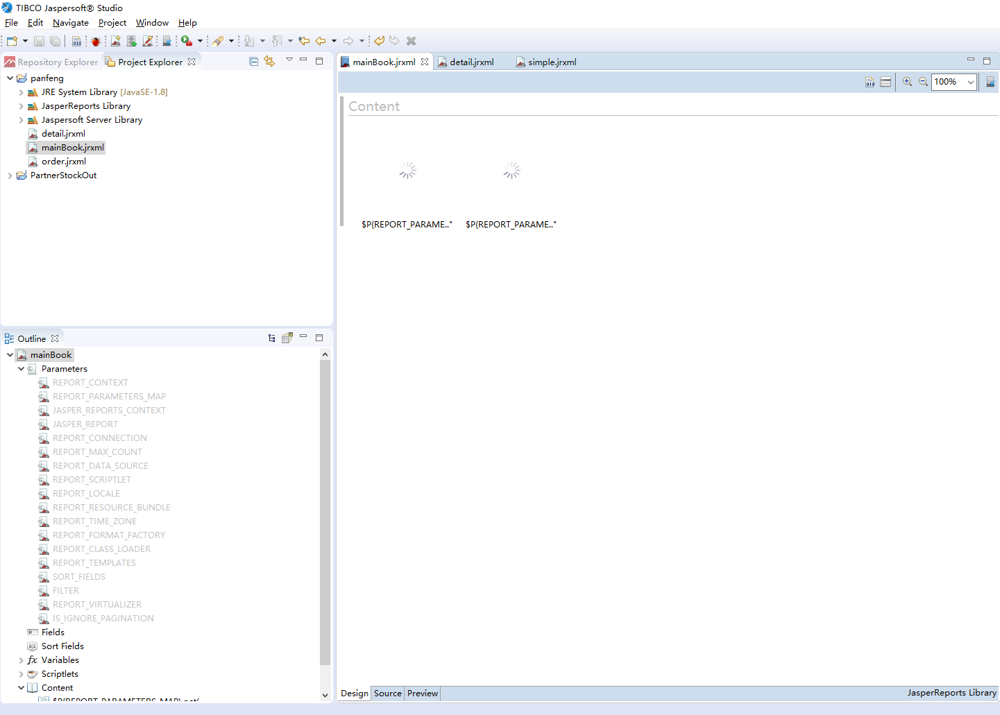 TIBCO Jaspersoft® Studio
File Edit Navigate Project Window Help
Repository Explorer Project Explorer
panfeng
JRE System Library [JavaSE-1.8]
JasperReports Library
Jaspersoft Server Library
detail.jrxml
mainBook.jrxml
order.jrxml
PartnerStockOut
Outline
mainBook
Parameters
REPORT_CONTEXT
REPORT_PARAMETERS_MAP
JASPER_REPORTS_CONTEXT
JASPER_REPORT
REPORT_CONNECTION
REPORT_MAX_COUNT
REPORT_DATA_SOURCE
REPORT_SCRIPTLET
REPORT_LOCALE
REPORT_RESOURCE_BUNDLE
REPORT_TIME_ZONE
REPORT_FORMAT_FACTORY
REPORT_CLASS_LOADER
REPORT_TEMPLATES
SORT_FIELDS
FILTER
REPORT_VIRTUALIZER
IS_IGNORE_PAGINATION
Fields
Sort Fields
Variables
Scriptlets
Content
$P{REPORT_PARAMETERS_MAP}.get(
mainBook.jrxml detail.jrxml simple.jrxml
100%
Content
$P{REPORT_PARAME.." $P{REPORT_PARAME.."
Design Source Preview JasperReports Library